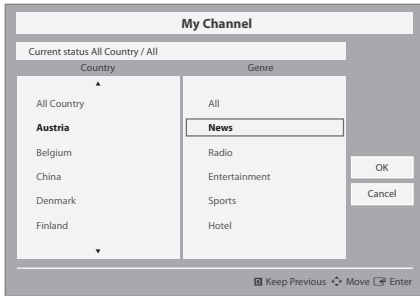 My Channel
Current status All Country / All
Country Genre
All Country All
Austria News
Belgium Radio
China Entertainment
Denmark Sports
Finland Hotel
OK
Cancel
D Keep Previous Move Enter